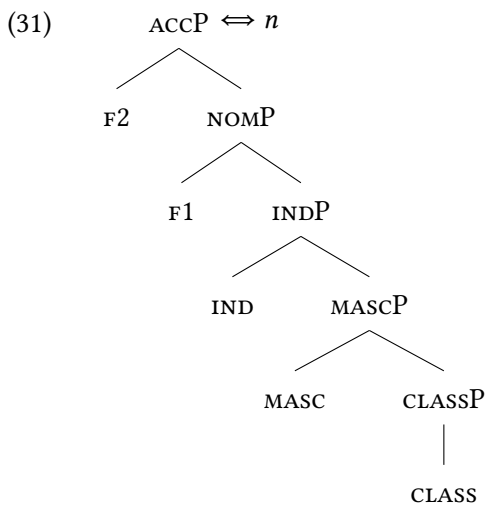 (31) ACCP ⇔ n
F2 NOMP
F1 INDP
IND MASCP
MASC CLASSP
CLASS